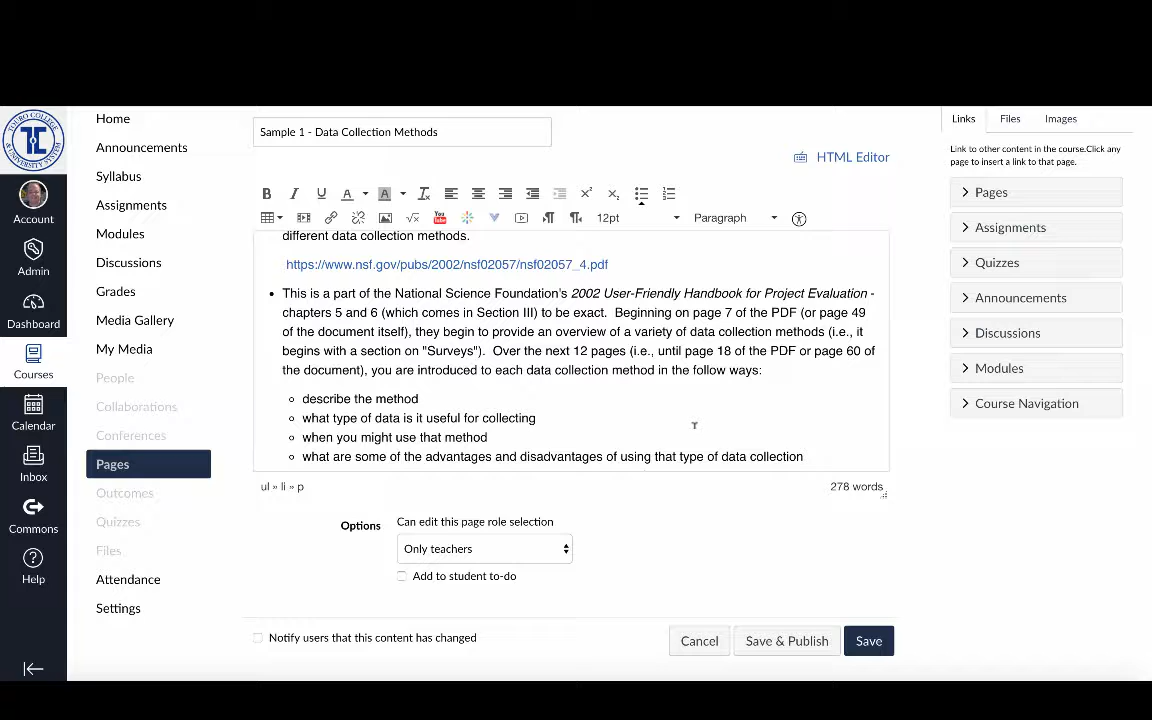 TOURO COLLEGE
& UNIVERSITY SYSTEM
Account
Admin
Dashboard
Courses
Calendar
Inbox
Commons
Help
Home
Announcements
Syllabus
Assignments
Modules
Discussions
Grades
Media Gallery
My Media
People
Collaborations
Conferences
Pages
Outcomes
Quizzes
Files
Attendance
Settings
Sample 1 - Data Collection Methods
HTML Editor
B I U A A
You Tube 12pt Paragraph
different data collection methods.
https://www.nsf.gov/pubs/2002/nsf02057/nsf02057_4.pdf
This is a part of the National Science Foundation's 2002 User-Friendly Handbook for Project Evaluation -
chapters 5 and 6 (which comes in Section III) to be exact. Beginning on page 7 of the PDF (or page 49
of the document itself), they begin to provide an overview of a variety of data collection methods (i.e., it
begins with a section on "Surveys"). Over the next 12 pages (i.e., until page 18 of the PDF or page 60 of
the document), you are introduced to each data collection method in the follow ways:
describe the method
what type of data is it useful for collecting
when you might use that method
what are some of the advantages and disadvantages of using that type of data collection
ul » li » p
278 words
Options
Can edit this page role selection
Only teachers
Add to student to-do
Notify users that this content has changed
Cancel
Save & Publish
Save
Links
Files
Images
Link to other content in the course.Click any
page to insert a link to that page.
Pages
Assignments
Quizzes
Announcements
Discussions
Modules
Course Navigation